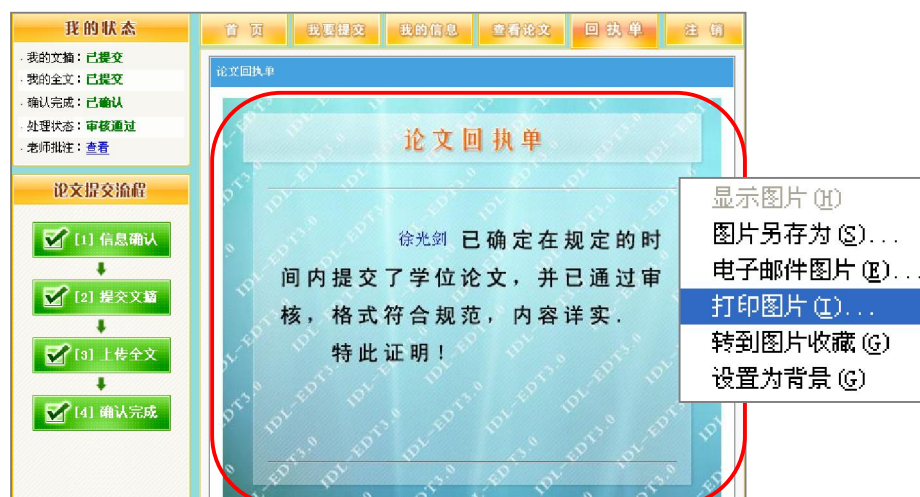 我的状态
首 页
我要提交
我的信息
查看论文
回 执 单
注 销
· 我的文摘：已提交
· 我的全文：已提交
· 确认完成：已确认
· 处理状态：审核通过
· 老师批注：查看
论文提交流程
[1] 信息确认
[2] 提交文摘
[3] 上传全文
[4] 确认完成
论文回执单
论文回执单
徐光剑 已确定在规定的时
间内提交了学位论文，并已通过审
核，格式符合规范，内容详实．
特此证明！
IDL-EDT3.0
显示图片(H)
图片另存为(S)...
电子邮件图片(E)...
打印图片(I)...
转到图片收藏(G)
设置为背景(G)